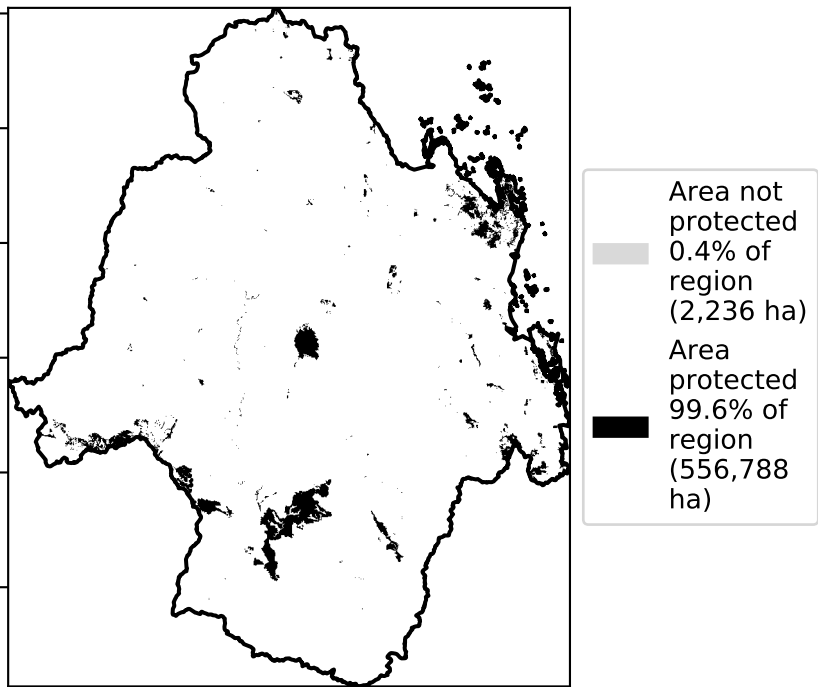 Area not
protected
0.4% of
region
(2,236 ha)
Area
protected
99.6% of
region
(556,788
ha)